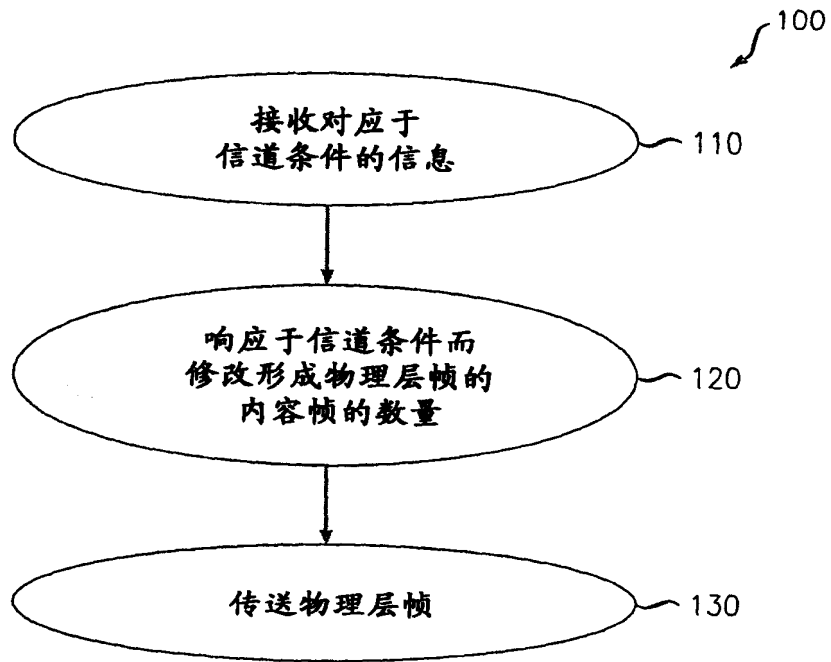 100
接收对应于
信道条件的信息
110
响应于信道条件而
修改形成物理层帧的
内容帧的数量
120
传送物理层帧
130